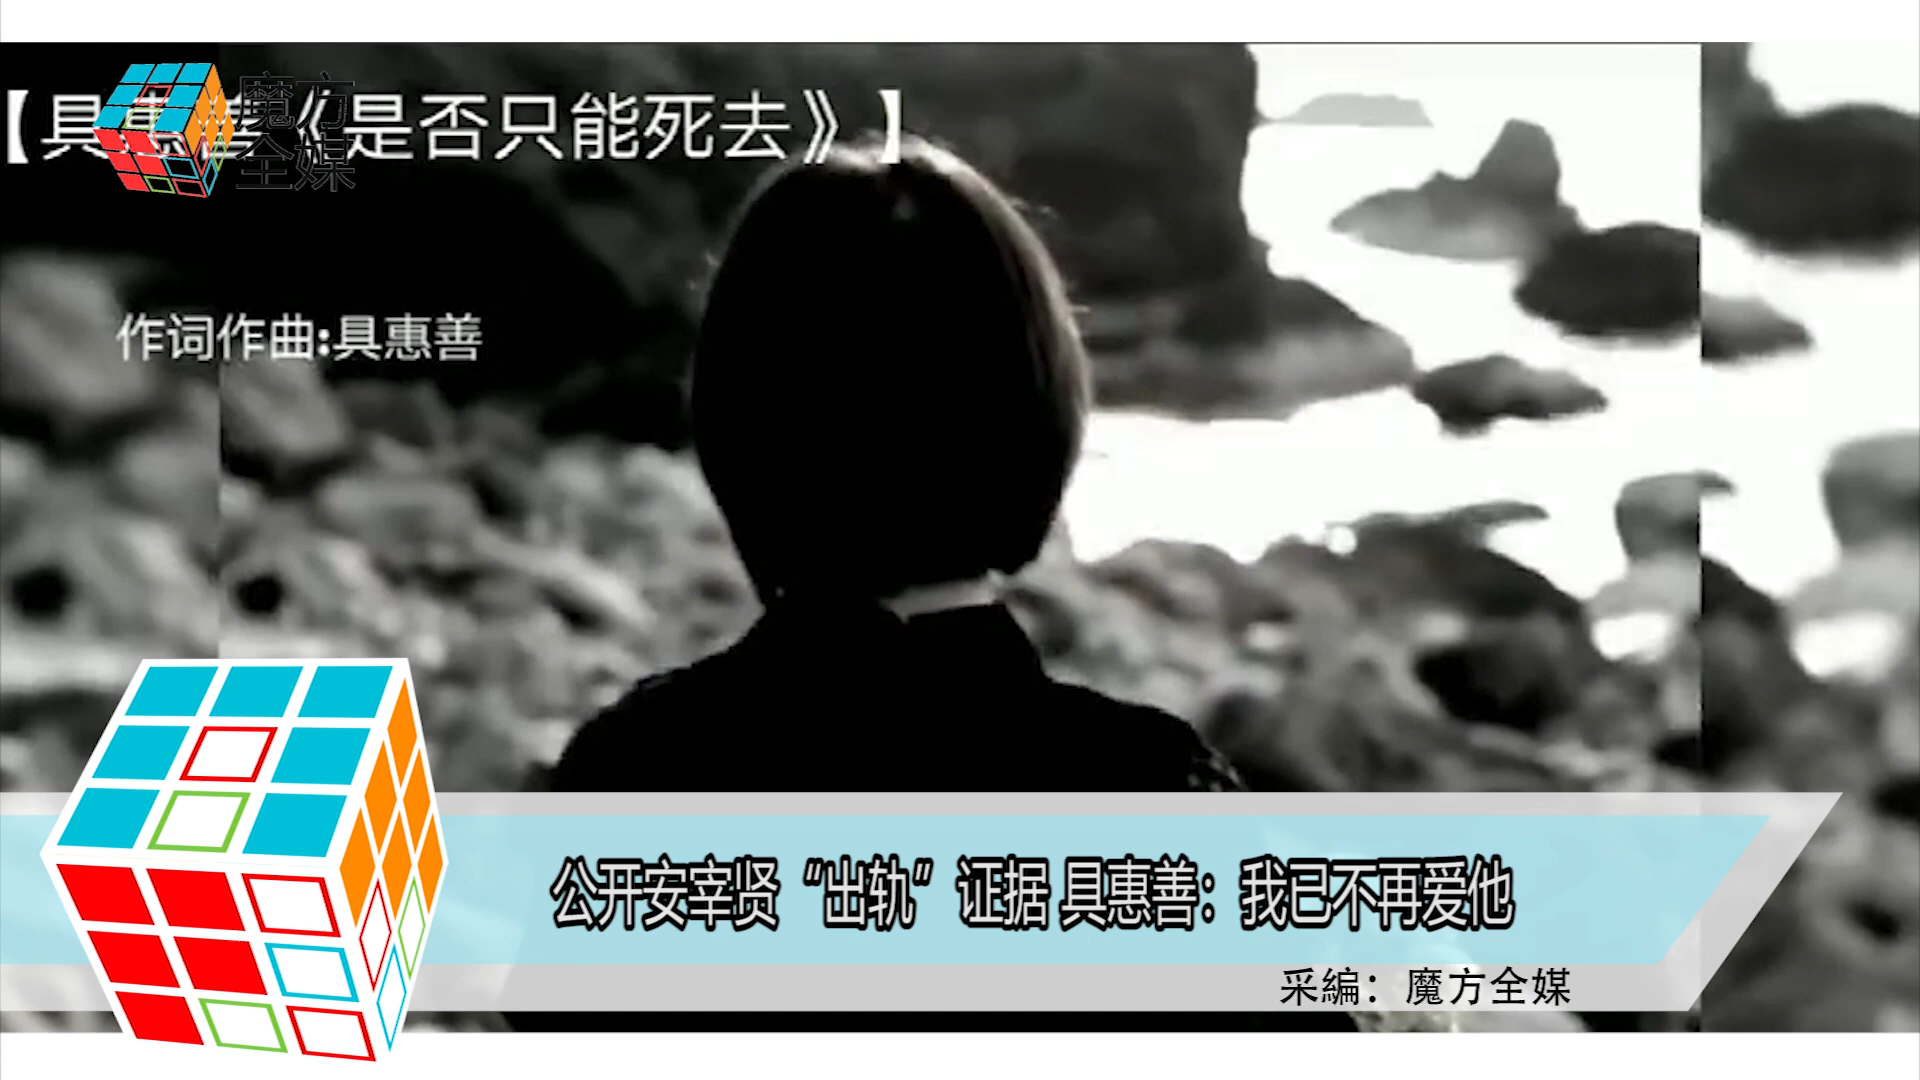 【具惠善《是否只能死去》】
魔方
全媒
作词作曲:具惠善
公开安宰贤“出轨”证据 具惠善：我已不再爱他
采編：魔方全媒